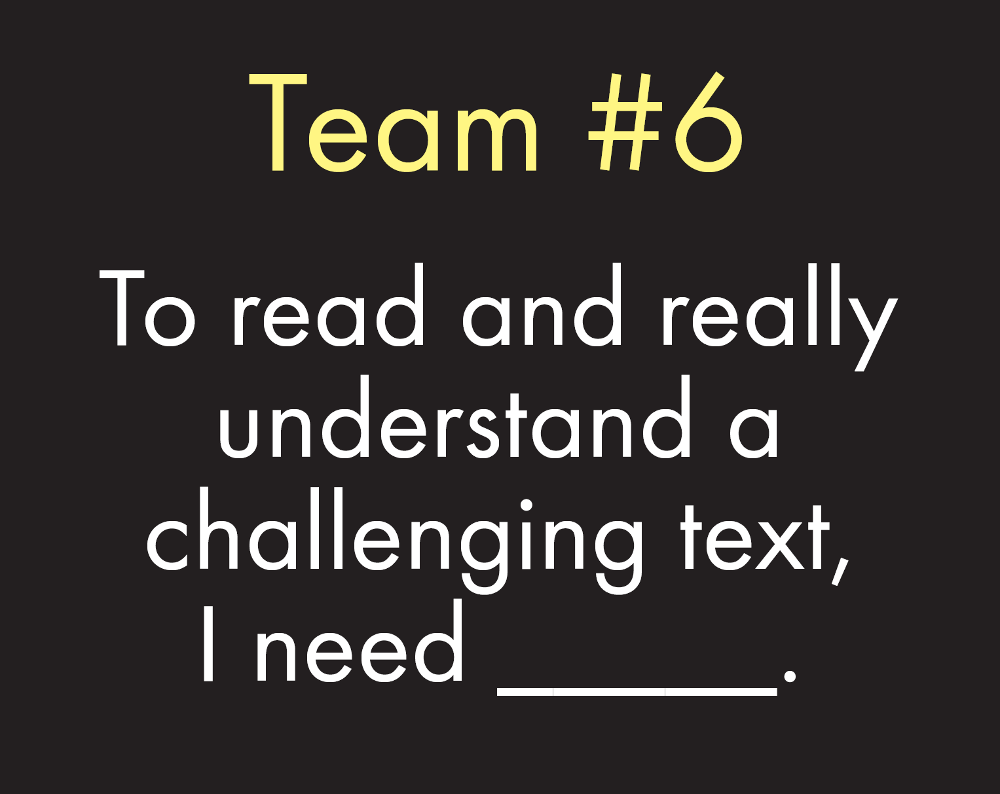 Team #6
To read and really
understand a
challenging text,
I need _____.